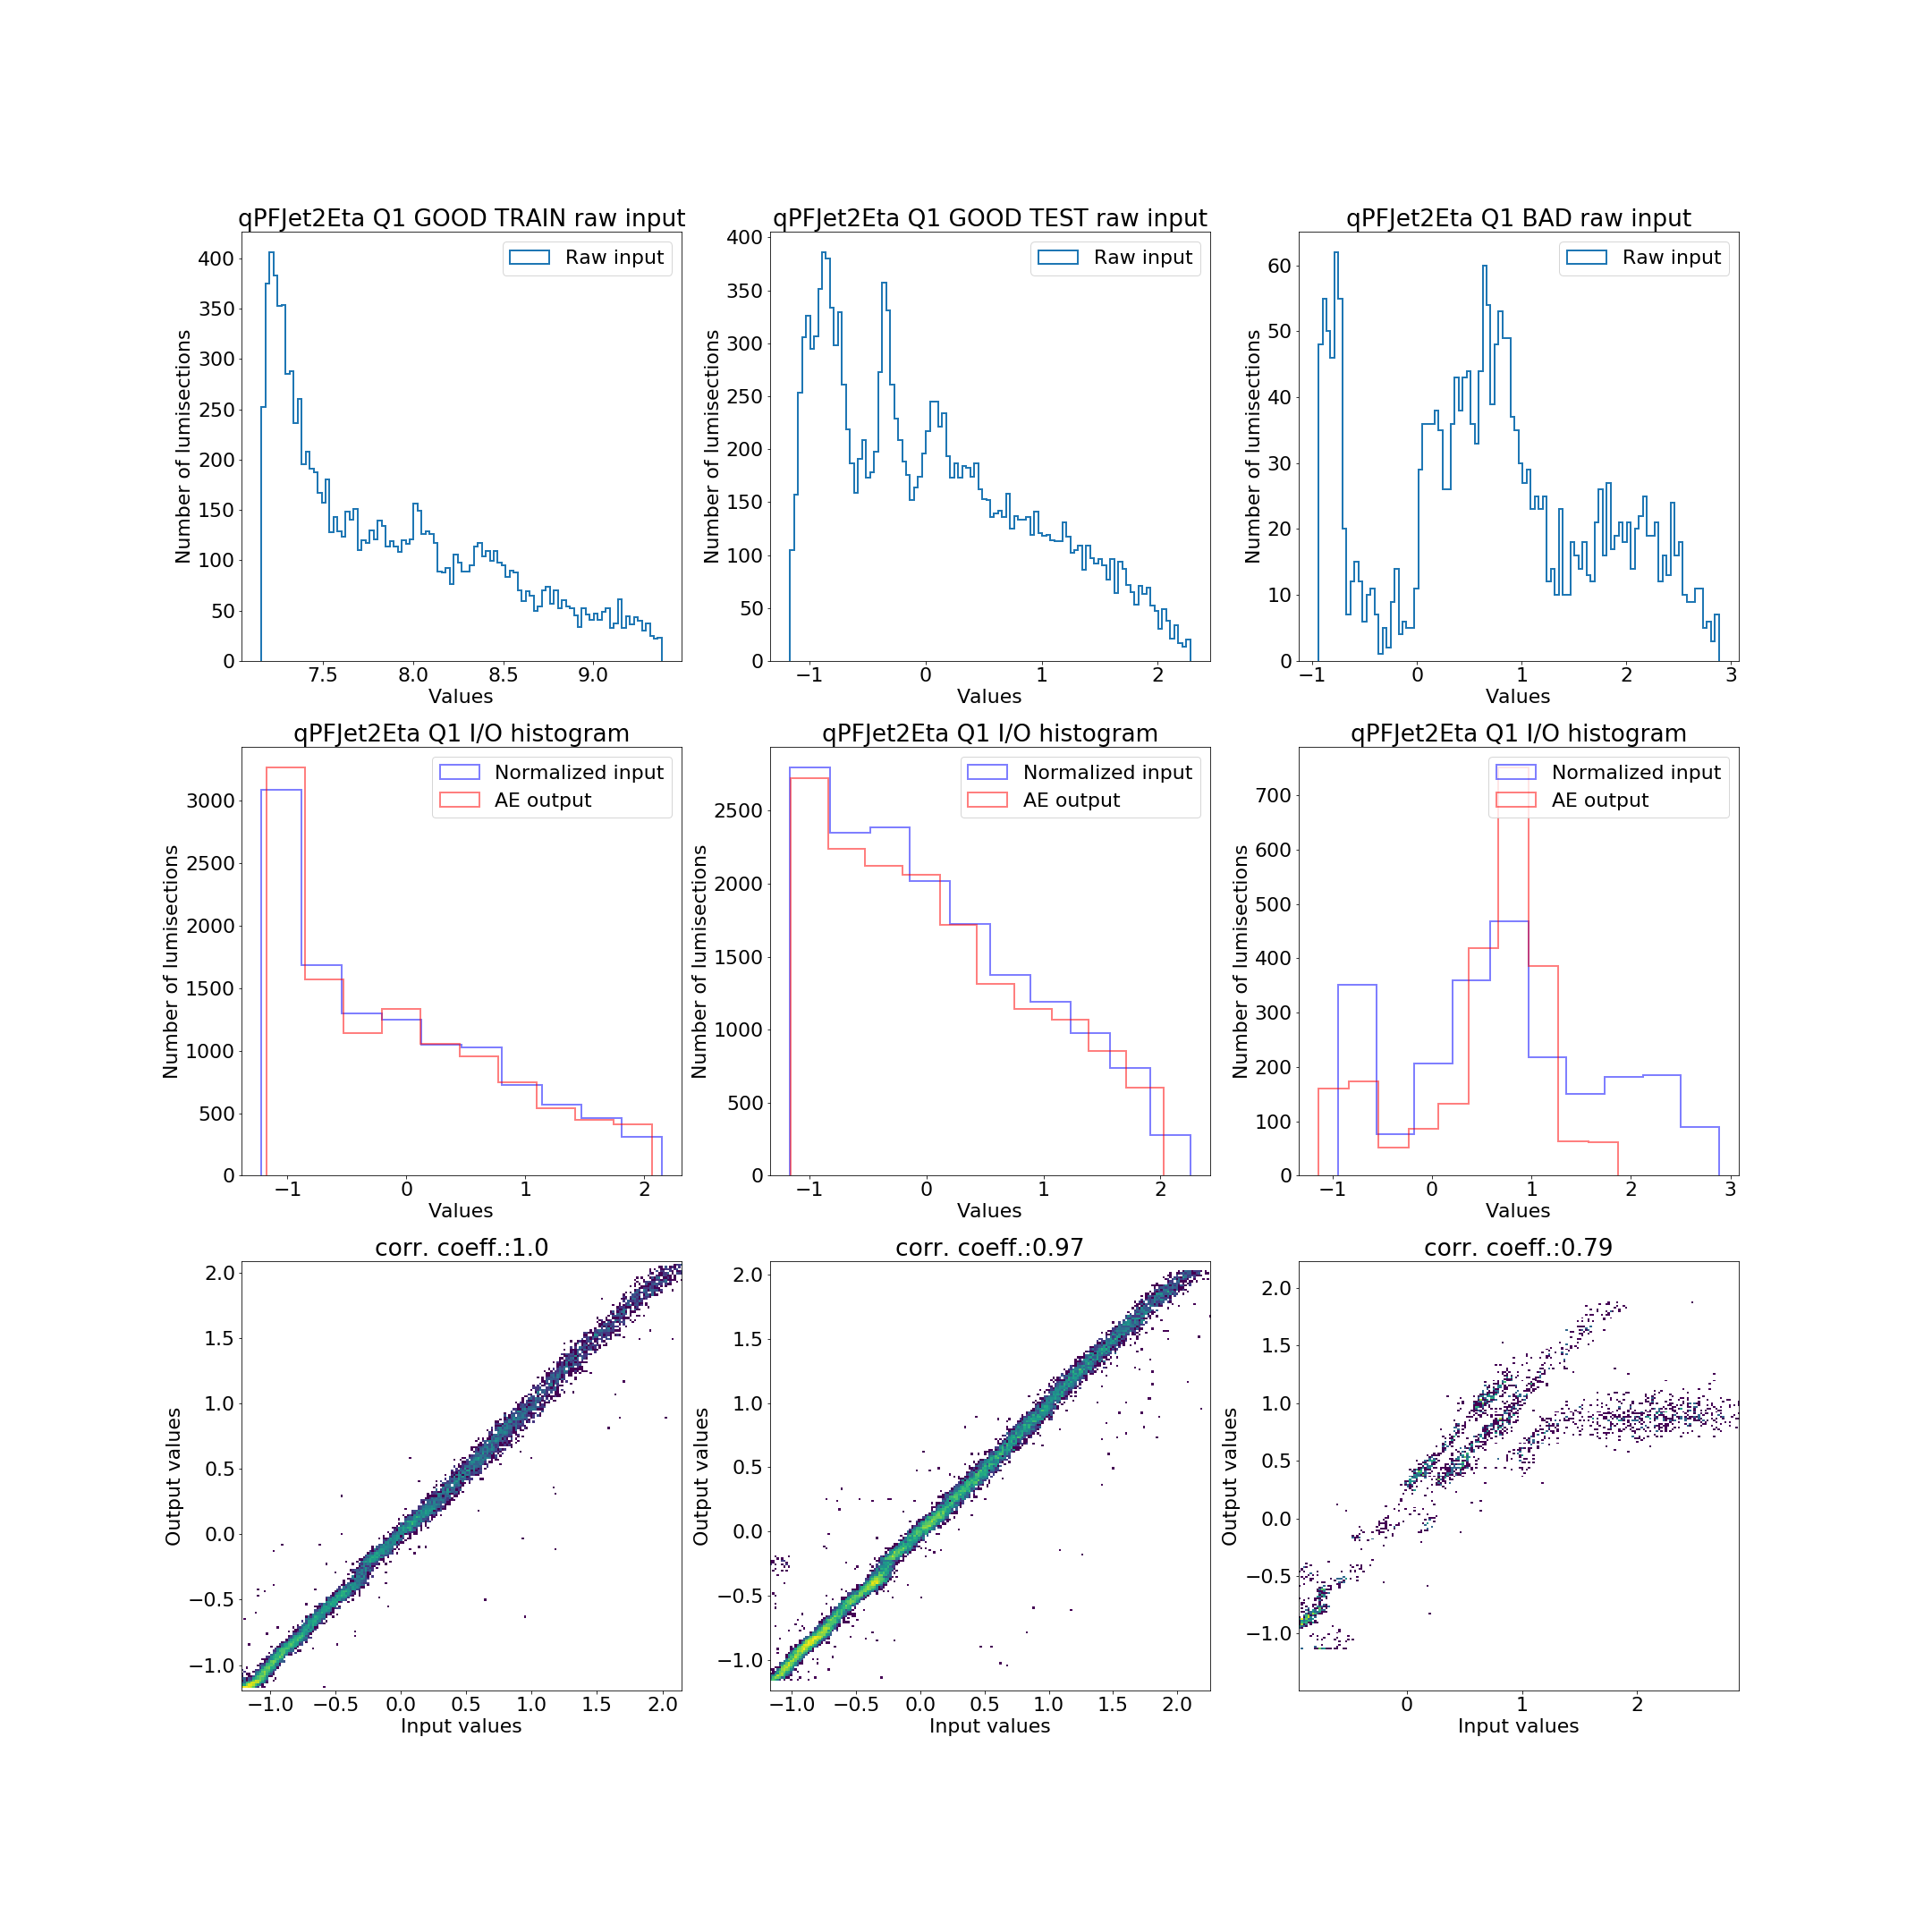 qPFJet2Eta Q1 GOOD TRAIN raw input
Raw input
400
350
300
250
200
150
100
50
0
7.5 8.0 8.5 9.0
Number of lumisections
Values
qPFJet2Eta Q1 GOOD TEST raw input
Raw input
400
350
300
250
200
150
100
50
0
−1 0 1 2
Number of lumisections
Values
qPFJet2Eta Q1 BAD raw input
Raw input
60
50
40
30
20
10
0
−1 0 1 2 3
Number of lumisections
Values
qPFJet2Eta Q1 I/O histogram
Normalized input
AE output
3000
2500
2000
1500
1000
500
0
−1 0 1 2
Number of lumisections
Values
qPFJet2Eta Q1 I/O histogram
Normalized input
AE output
2500
2000
1500
1000
500
0
−1 0 1 2
Number of lumisections
Values
qPFJet2Eta Q1 I/O histogram
Normalized input
AE output
700
600
500
400
300
200
100
0
−1 0 1 2 3
Number of lumisections
Values
corr. coeff.:1.0
2.0
1.5
1.0
0.5
0.0
−0.5
−1.0
−1.0 −0.5 0.0 0.5 1.0 1.5 2.0
Output values
Input values
corr. coeff.:0.97
2.0
1.5
1.0
0.5
0.0
−0.5
−1.0
−1.0 −0.5 0.0 0.5 1.0 1.5 2.0
Output values
Input values
corr. coeff.:0.79
2.0
1.5
1.0
0.5
0.0
−0.5
−1.0
0 1 2
Output values
Input values